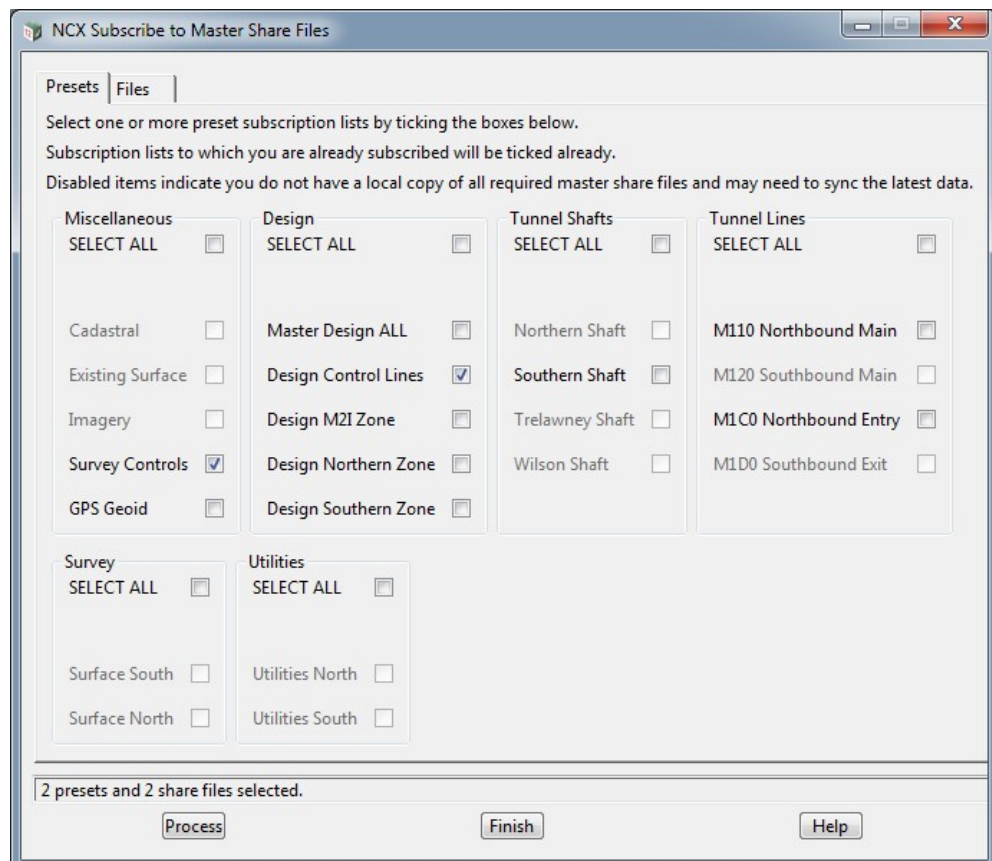 NCX Subscribe to Master Share Files
Presets
Files
Select one or more preset subscription lists by ticking the boxes below.
Subscription lists to which you are already subscribed will be ticked already.
Disabled items indicate you do not have a local copy of all required master share files and may need to sync the latest data.
Miscellaneous
SELECT ALL
Cadastral
Existing Surface
Imagery
Survey Controls
GPS Geoid
Design
SELECT ALL
Master Design ALL
Design Control Lines
Design M2I Zone
Design Northern Zone
Design Southern Zone
Tunnel Shafts
SELECT ALL
Northern Shaft
Southern Shaft
Trelawney Shaft
Wilson Shaft
Tunnel Lines
SELECT ALL
M110 Northbound Main
M120 Southbound Main
M1C0 Northbound Entry
M1D0 Southbound Exit
Survey
SELECT ALL
Surface South
Surface North
Utilities
SELECT ALL
Utilities North
Utilities South
2 presets and 2 share files selected.
Process
Finish
Help